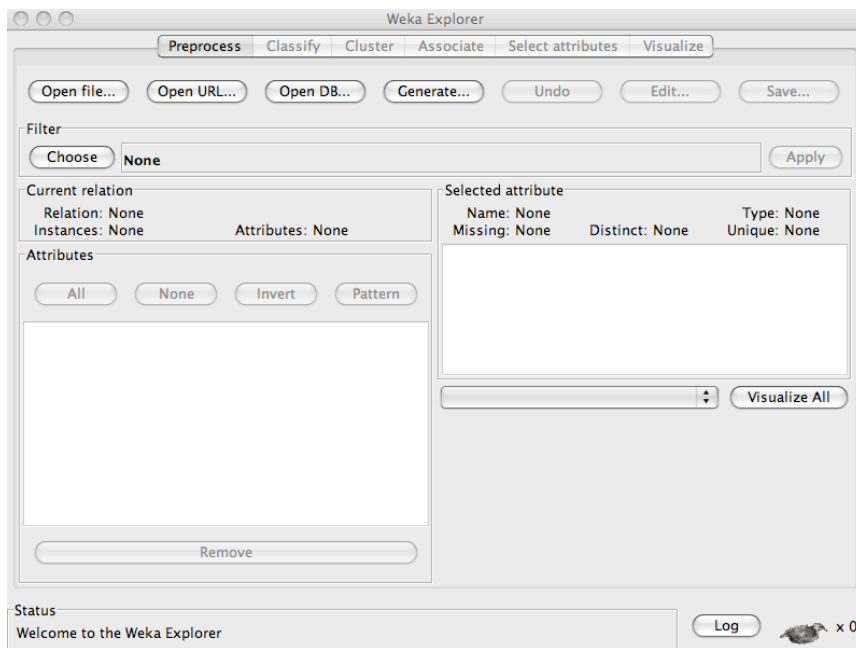 Weka Explorer
Preprocess Classify Cluster Associate Select attributes Visualize
Open file... Open URL... Open DB... Generate... Undo Edit... Save...
Filter
Choose None Apply
Current relation
Relation: None
Instances: None Attributes: None
Selected attribute
Name: None Type: None
Missing: None Distinct: None Unique: None
Attributes
All None Invert Pattern
Visualize All
Remove
Status
Welcome to the Weka Explorer
Log x 0